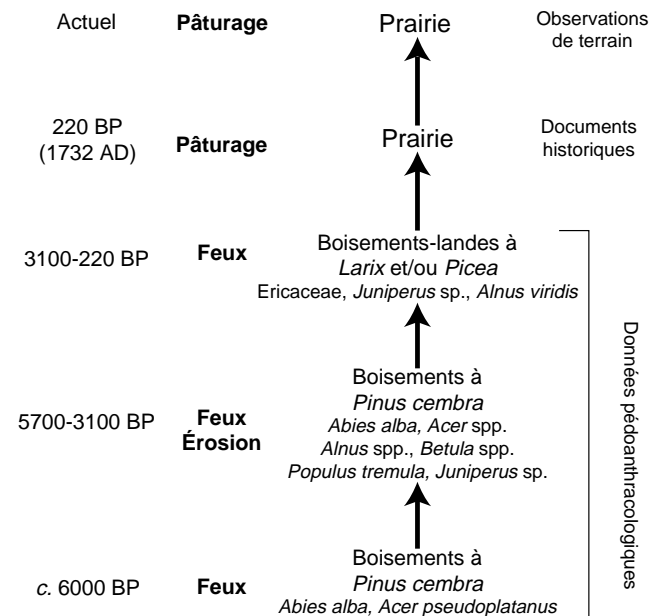 Actuel Pâturage Prairie Observations
de terrain
220 BP
(1732 AD) Pâturage Prairie Documents
historiques
3100-220 BP Feux Boisements-landes à
Larix et/ou Picea
Ericaceae, Juniperus sp., Alnus viridis
5700-3100 BP Feux
Érosion
Boisements à
Pinus cembra
Abies alba, Acer spp.
Alnus spp., Betula spp.
Populus tremula, Juniperus sp.
c. 6000 BP Feux Boisements à
Pinus cembra
Abies alba, Acer pseudoplatanus
Données pédoanthracologiques